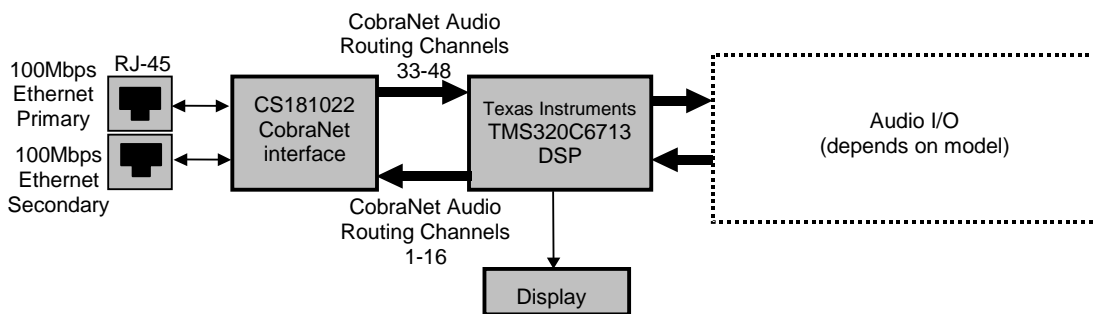 CobraNet Audio
Routing Channels
33-48
RJ-45
100Mbps
Ethernet
Primary
100Mbps
Ethernet
Secondary
CS181022
CobraNet
interface
Texas Instruments
TMS320C6713
DSP
Audio I/O
(depends on model)
CobraNet Audio
Routing Channels
1-16
Display